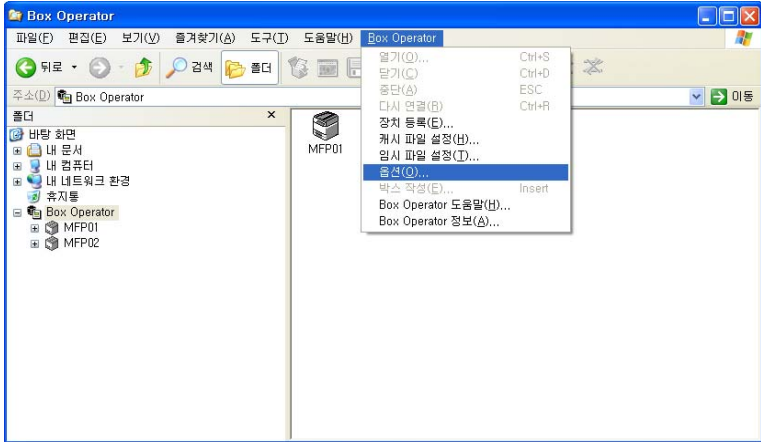 Box Operator
파일(F) 편집(E) 보기(V) 즐겨찾기(A) 도구(T) 도움말(H) Box Operator
뒤로 검색 폴더
주소(D) Box Operator 이동
폴더
바탕 화면
내 문서
내 컴퓨터
내 네트워크 환경
휴지통
Box Operator
MFP01
MFP02
MFP01
열기(O)... Ctrl+S
닫기(C) Ctrl+D
중단(A) ESC
다시 연결(R) Ctrl+R
장치 등록(E)...
캐시 파일 설정(H)...
임시 파일 설정(T)...
옵션(O)...
박스 작성(E)... Insert
Box Operator 도움말(H)...
Box Operator 정보(A)...